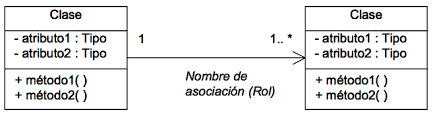 Clase
- atributo1 : Tipo
- atributo2 : Tipo
+ método1( )
+ método2( )
1
1.. *
Nombre de
asociación (Rol)
Clase
- atributo1 : Tipo
- atributo2 : Tipo
+ método1( )
+ método2( )